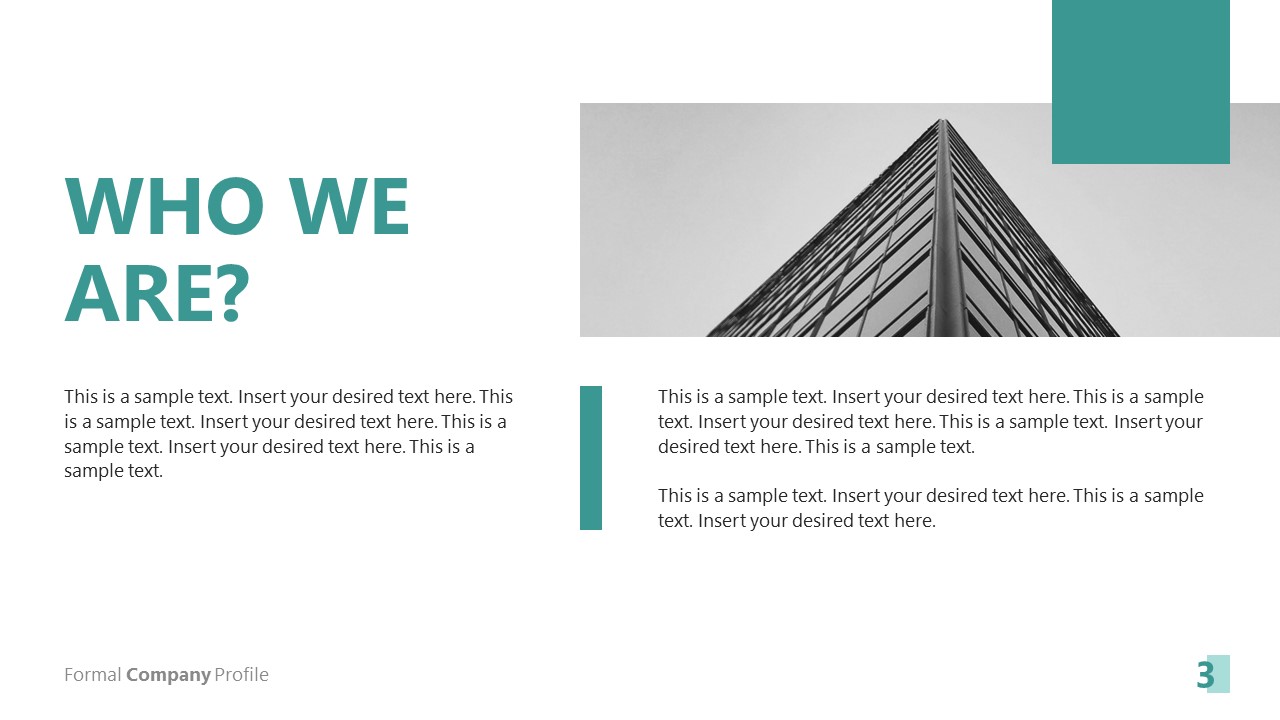 WHO WE
ARE?
This is a sample text. Insert your desired text here. This
is a sample text. Insert your desired text here. This is a
sample text. Insert your desired text here. This is a
sample text.
This is a sample text. Insert your desired text here. This is a sample
text. Insert your desired text here. This is a sample text. Insert your
desired text here. This is a sample text.
This is a sample text. Insert your desired text here. This is a sample
text. Insert your desired text here.
Formal Company Profile
3